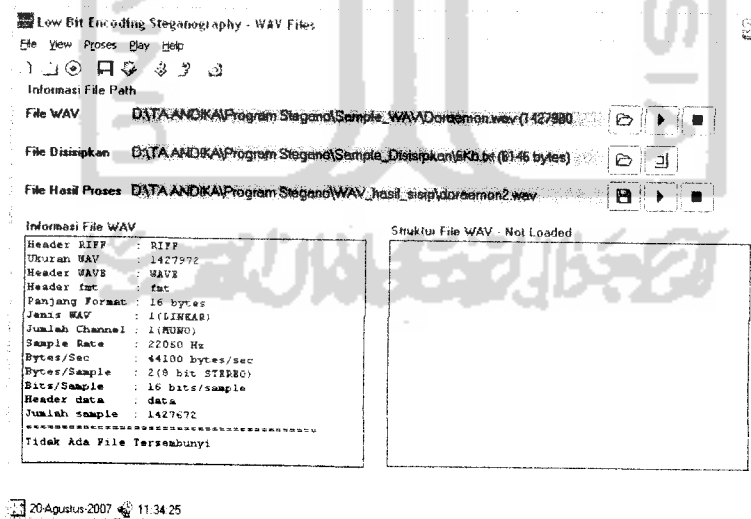 Low Bit Encoding Steganography - WAV Files
File View Proses Play Help
Informasi File Path
File WAV D:\TA ANDIKA\Program Stegano\Sample_WAV\Doraemon.wav (1427980
File Disisipkan D:\TA ANDIKA\Program Stegano\Sample_Disisipkan\6Kb.txt (6146 bytes)
File Hasil Proses D:\TA ANDIKA\Program Stegano\WAV_hasil_sisip\doraemon2.wav
Informasi File WAV
Header RIFF : RIFF
Ukuran WAV : 1427972
Header WAVE : WAVE
Header fmt : fmt
Panjang Format : 16 bytes
Jenis WAV : 1(LINEAR)
Jumlah Channel : 1(MONO)
Sample Rate : 22050 Hz
Bytes/Sec : 44100 bytes/sec
Bytes/Sample : 2(8 bit STEREO)
Bits/Sample : 16 bits/sample
Header data : data
Jumlah sample : 1427672
========================================
Tidak Ada File Tersembunyi
Struktur File WAV - Not Loaded
20-Agustus-2007 11:34:25